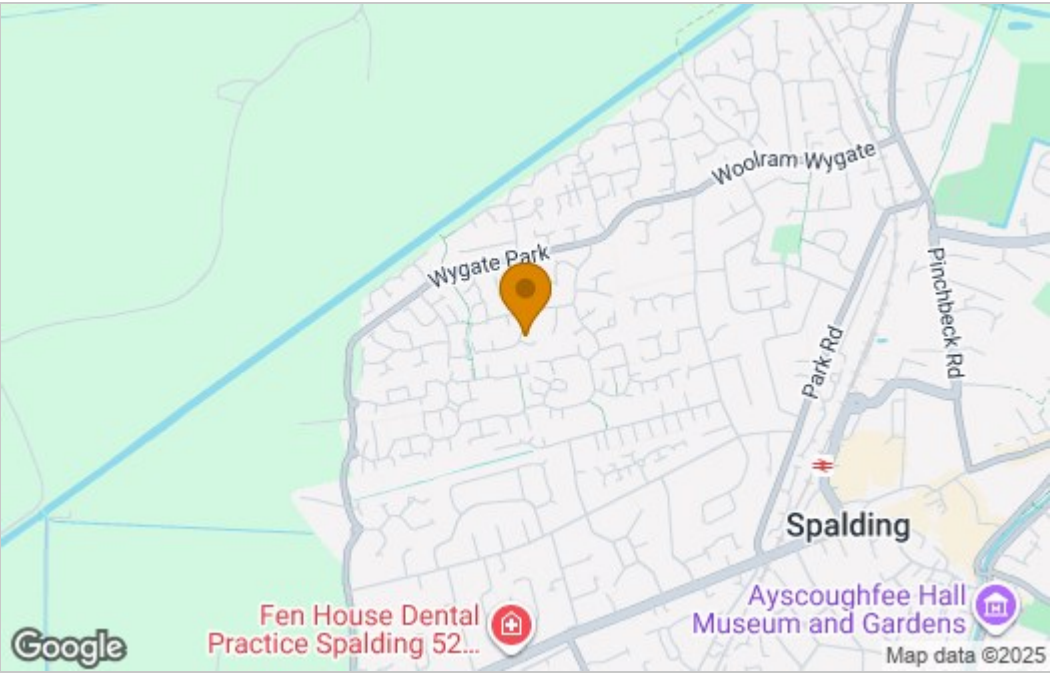 Woolram Wygate
Wygate Park
Pinchbeck Rd
Park Rd
Spalding
Ayscoughfee Hall
Museum and Gardens
Fen House Dental
Practice Spalding 52...
Google
Map data ©2025